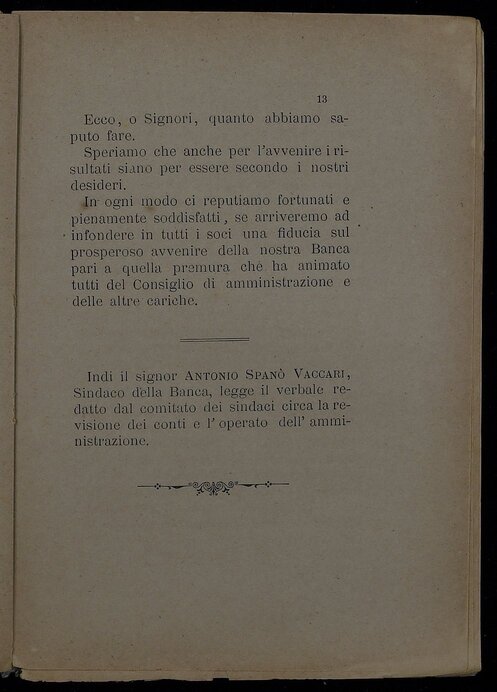 13
Ecco, o Signori, quanto abbiamo sa-
puto fare.
Speriamo che anche per l'avvenire i ri-
sultati siano per essere secondo i nostri
desideri.
In ogni modo ci reputiamo fortunati e
pienamente soddisfatti, se arriveremo ad
infondere in tutti i soci una fiducia sul
prosperoso avvenire della nostra Banca
pari a quella premura chè ha animato
tutti del Consiglio di amministrazione e
delle altre cariche.
Indi il signor ANTONIO SPANÒ VACCARI,
Sindaco della Banca, legge il verbale re-
datto dal comitato dei sindaci circa la re-
visione dei conti e l'operato dell'ammi-
nistrazione.